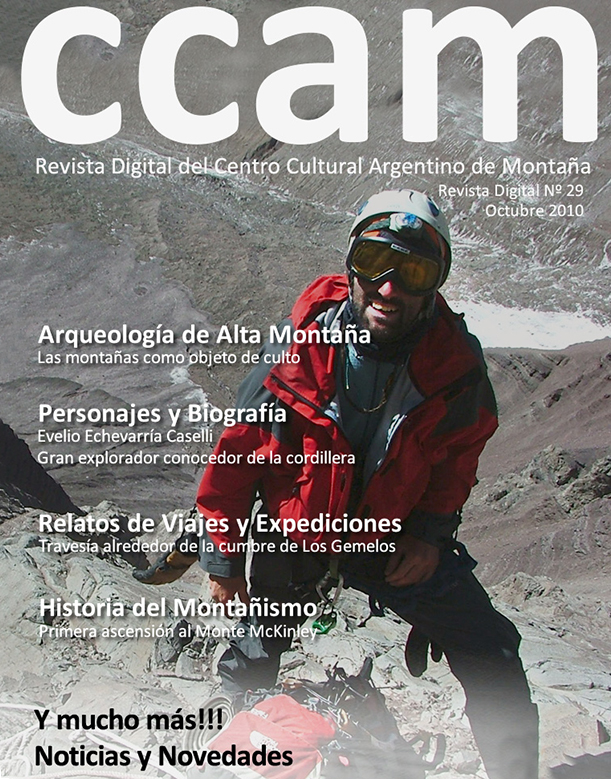 ccam
Revista Digital del Centro Cultural Argentino de Montaña
Revista Digital Nº 29
Octubre 2010
Arqueología de Alta Montaña
Las montañas como objeto de culto
Personajes y Biografía
Evelio Echevarría Caselli
Gran explorador conocedor de la cordillera
Relatos de Viajes y Expediciones
Travesía alrededor de la cumbre de Los Gemelos
Historia del Montañismo
Primera ascensión al Monte McKinley
Y mucho más!!!
Noticias y Novedades